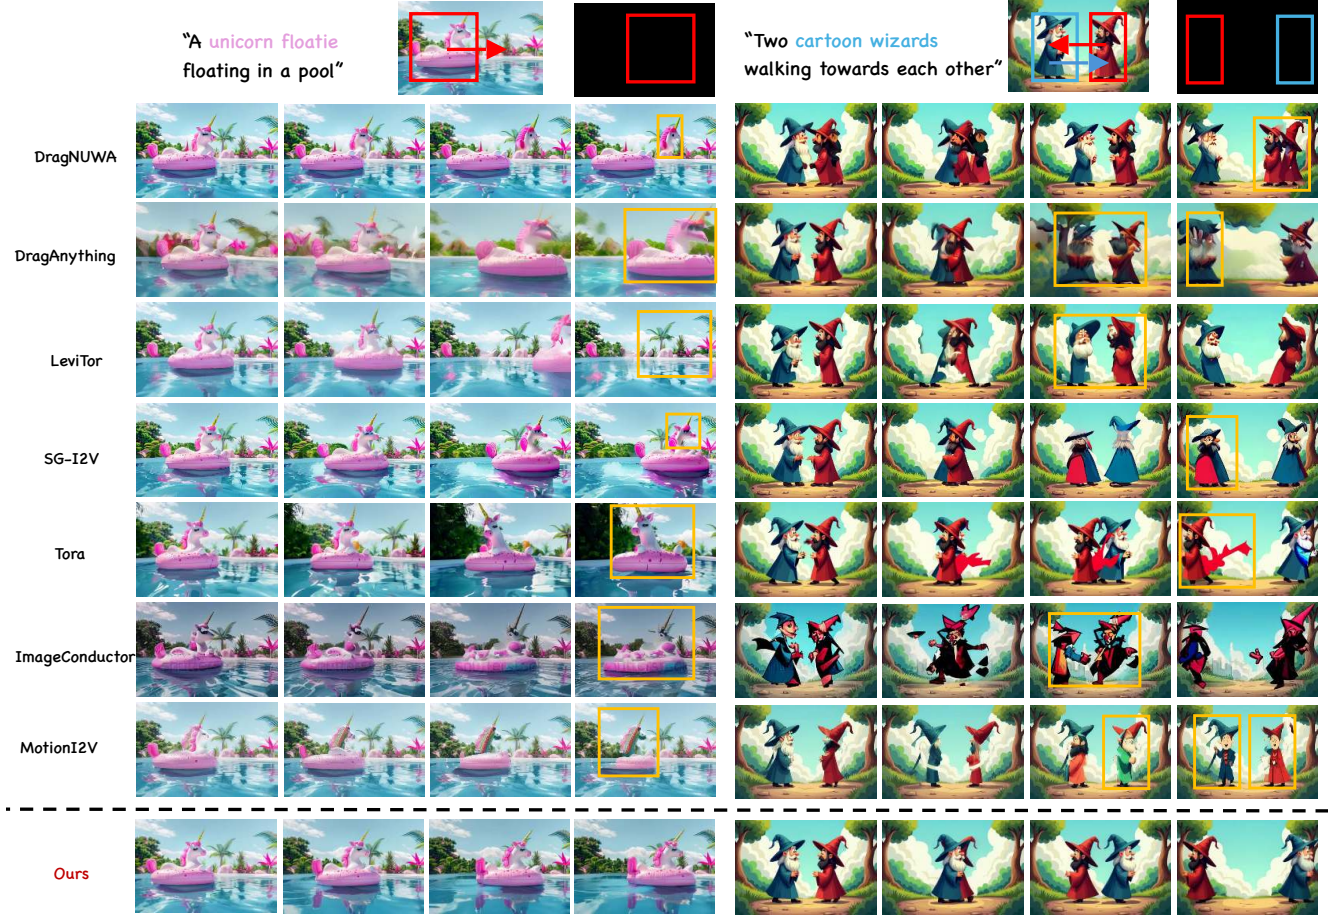 "A unicorn floatie
floating in a pool"
"Two cartoon wizards
walking towards each other"
DragNUWA
DragAnything
LeviTor
SG-I2V
Tora
ImageConductor
MotionI2V
Ours